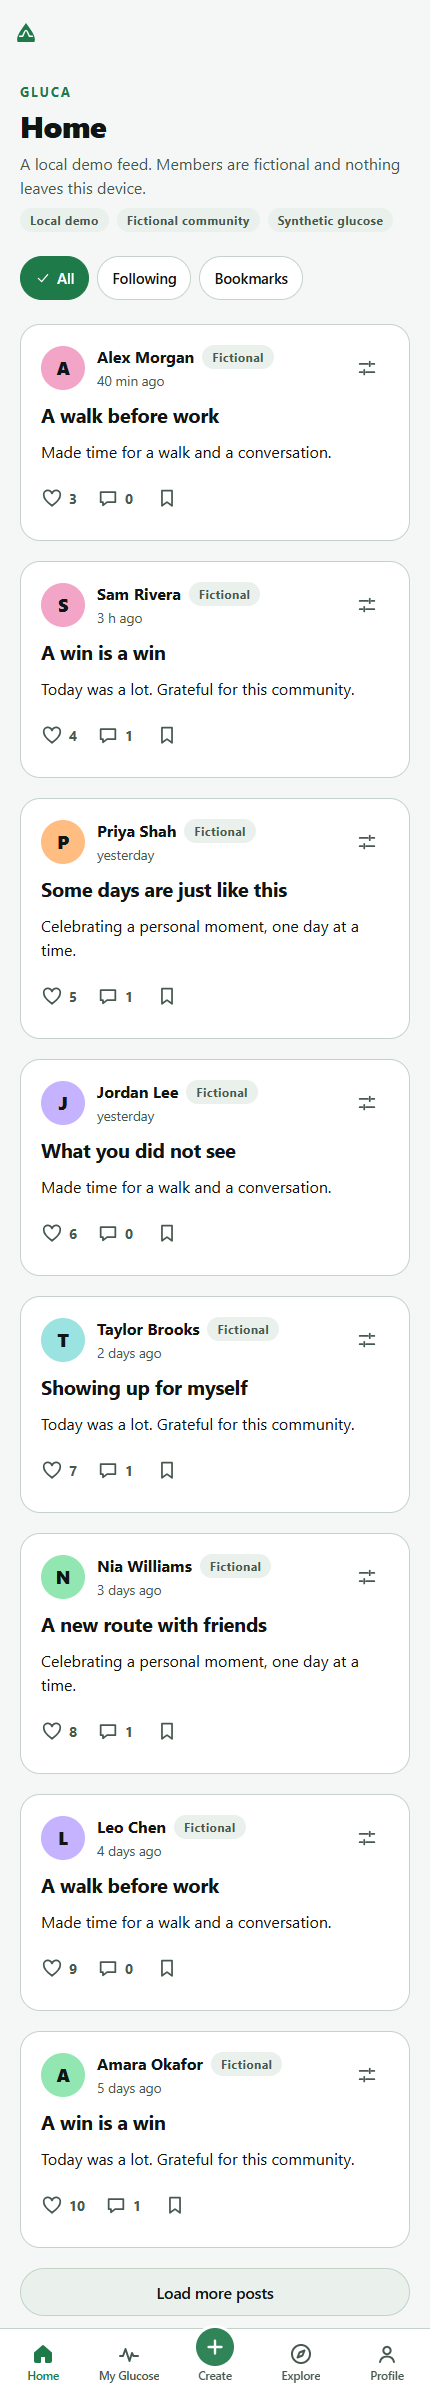 GLUCA
Home
A local demo feed. Members are fictional and nothing
leaves this device.
Local demo Fictional community Synthetic glucose
All Following Bookmarks
A Alex Morgan Fictional
40 min ago
A walk before work
Made time for a walk and a conversation.
3 0
S Sam Rivera Fictional
3 h ago
A win is a win
Today was a lot. Grateful for this community.
4 1
P Priya Shah Fictional
yesterday
Some days are just like this
Celebrating a personal moment, one day at a
time.
5 1
J Jordan Lee Fictional
yesterday
What you did not see
Made time for a walk and a conversation.
6 0
T Taylor Brooks Fictional
2 days ago
Showing up for myself
Today was a lot. Grateful for this community.
7 1
N Nia Williams Fictional
3 days ago
A new route with friends
Celebrating a personal moment, one day at a
time.
8 1
L Leo Chen Fictional
4 days ago
A walk before work
Made time for a walk and a conversation.
9 0
A Amara Okafor Fictional
5 days ago
A win is a win
Today was a lot. Grateful for this community.
10 1
Load more posts
Home My Glucose Create Explore Profile